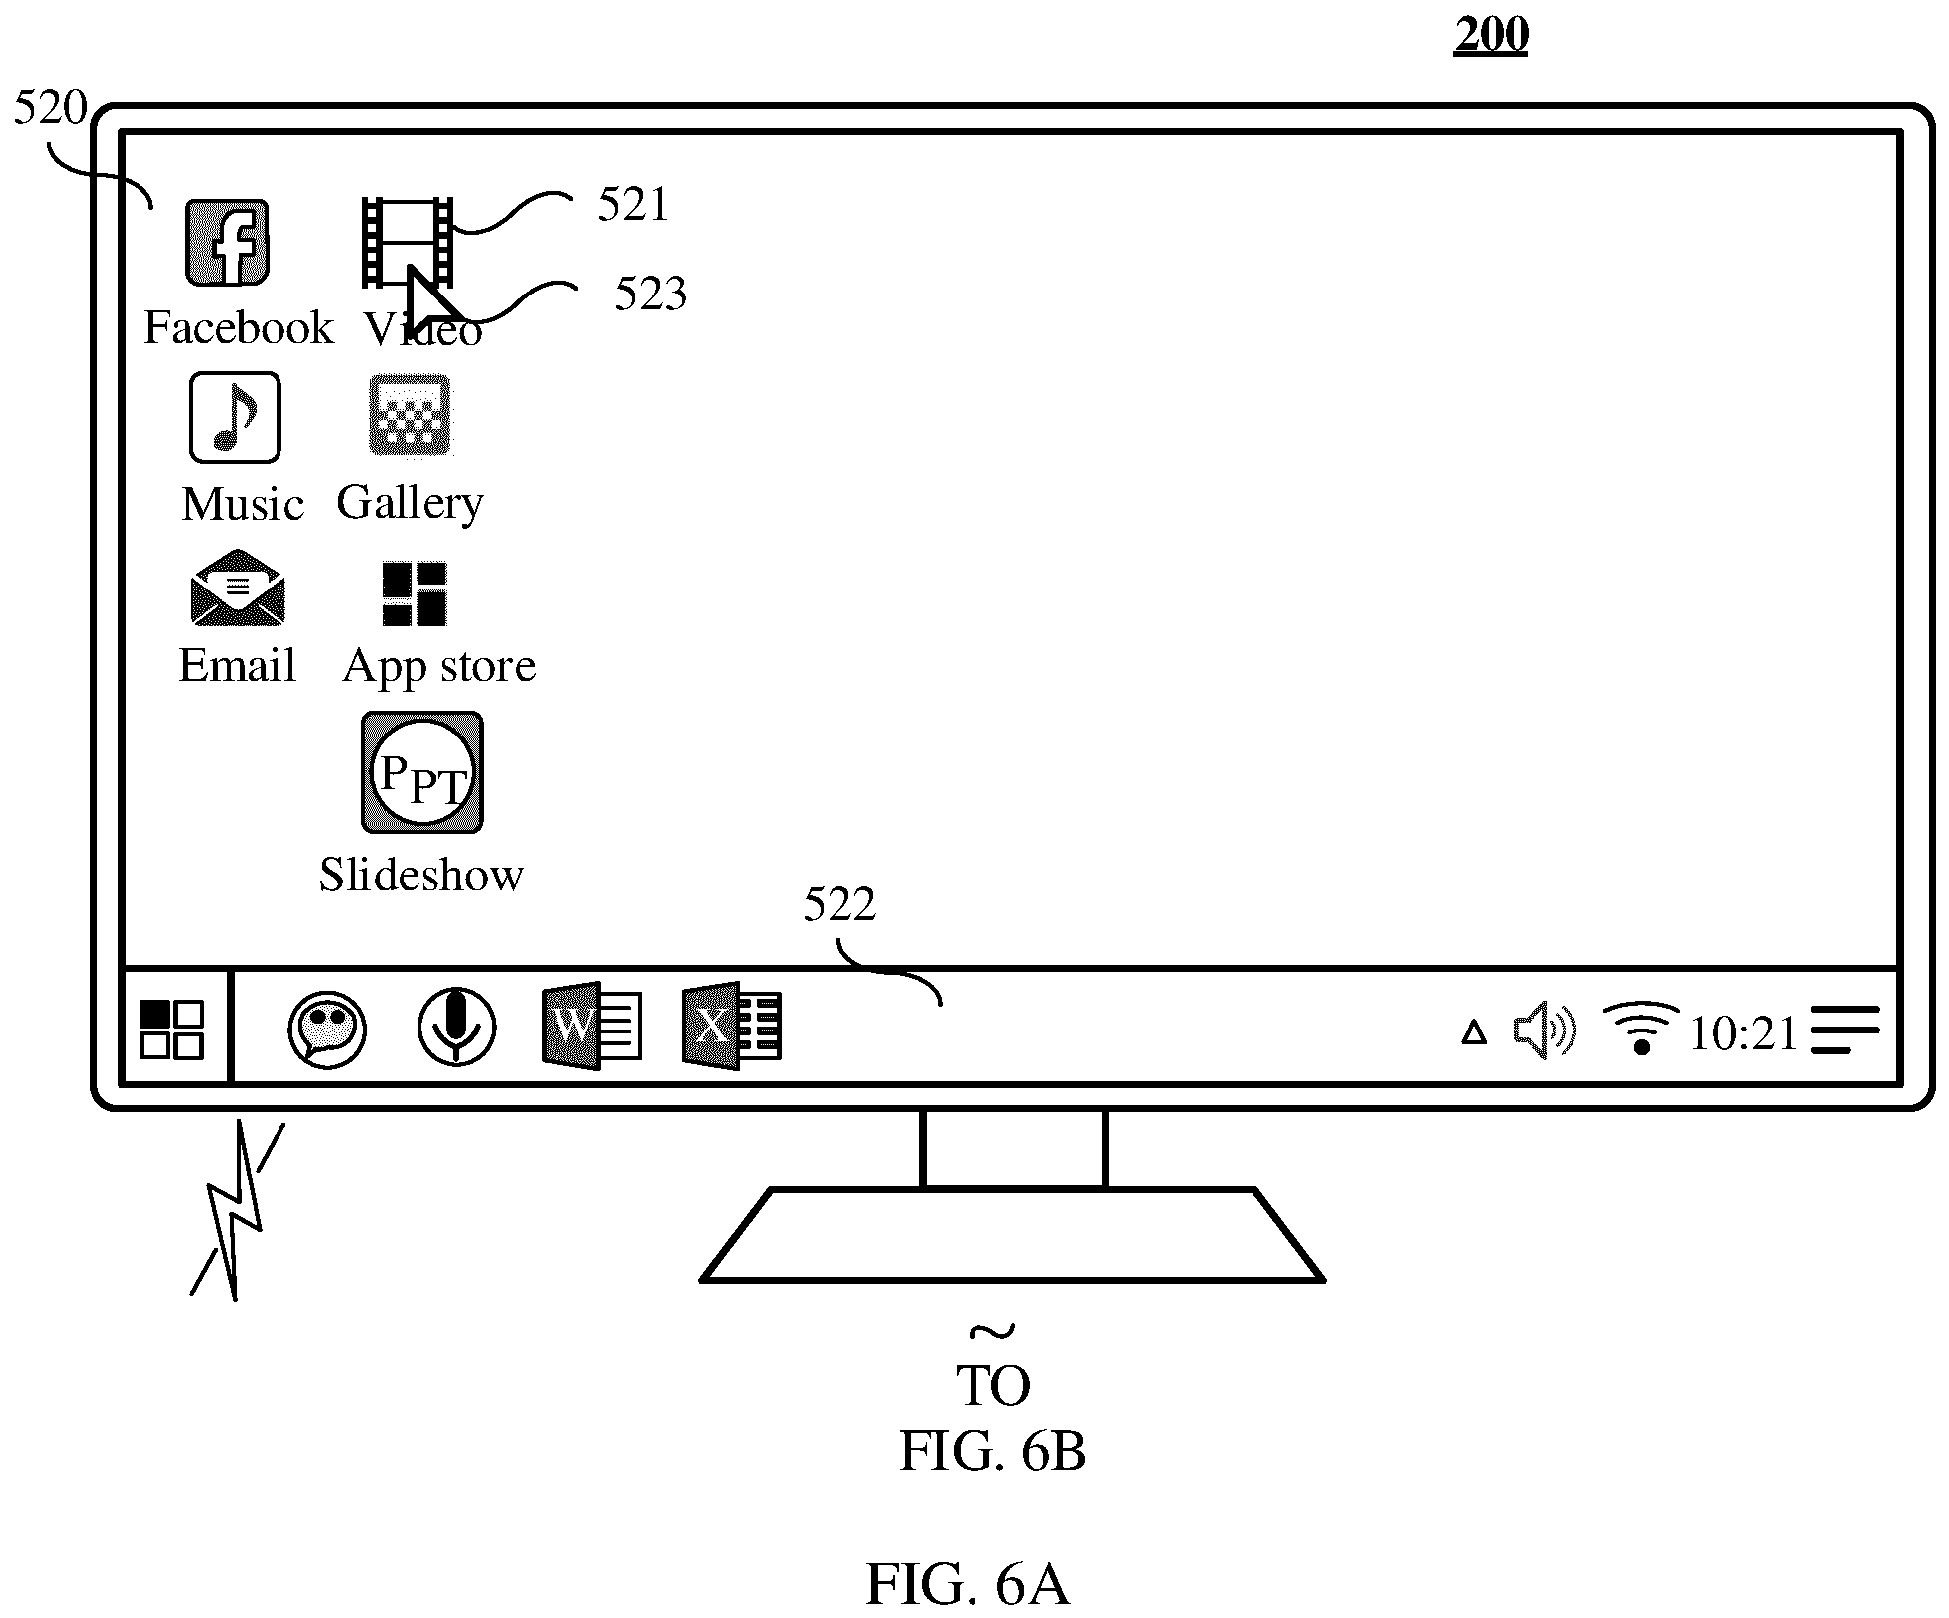 200
520
521
523
Facebook Video
Music Gallery
Email App store
PPT
Slideshow
522
W X 10:21
TO
FIG. 6B
FIG. 6A